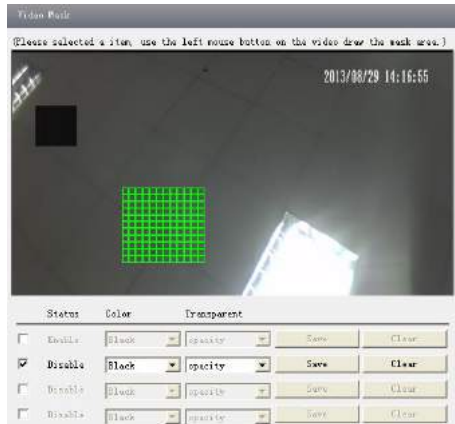 Video Mask
(Please selected a item, use the left mouse button on the video draw the mask area.)
2013/08/29 14:16:55
Status Color Transparent
Enable Black opacity Save Clear
Disable Black opacity Save Clear
Disable Black opacity Save Clear
Disable Black opacity Save Clear